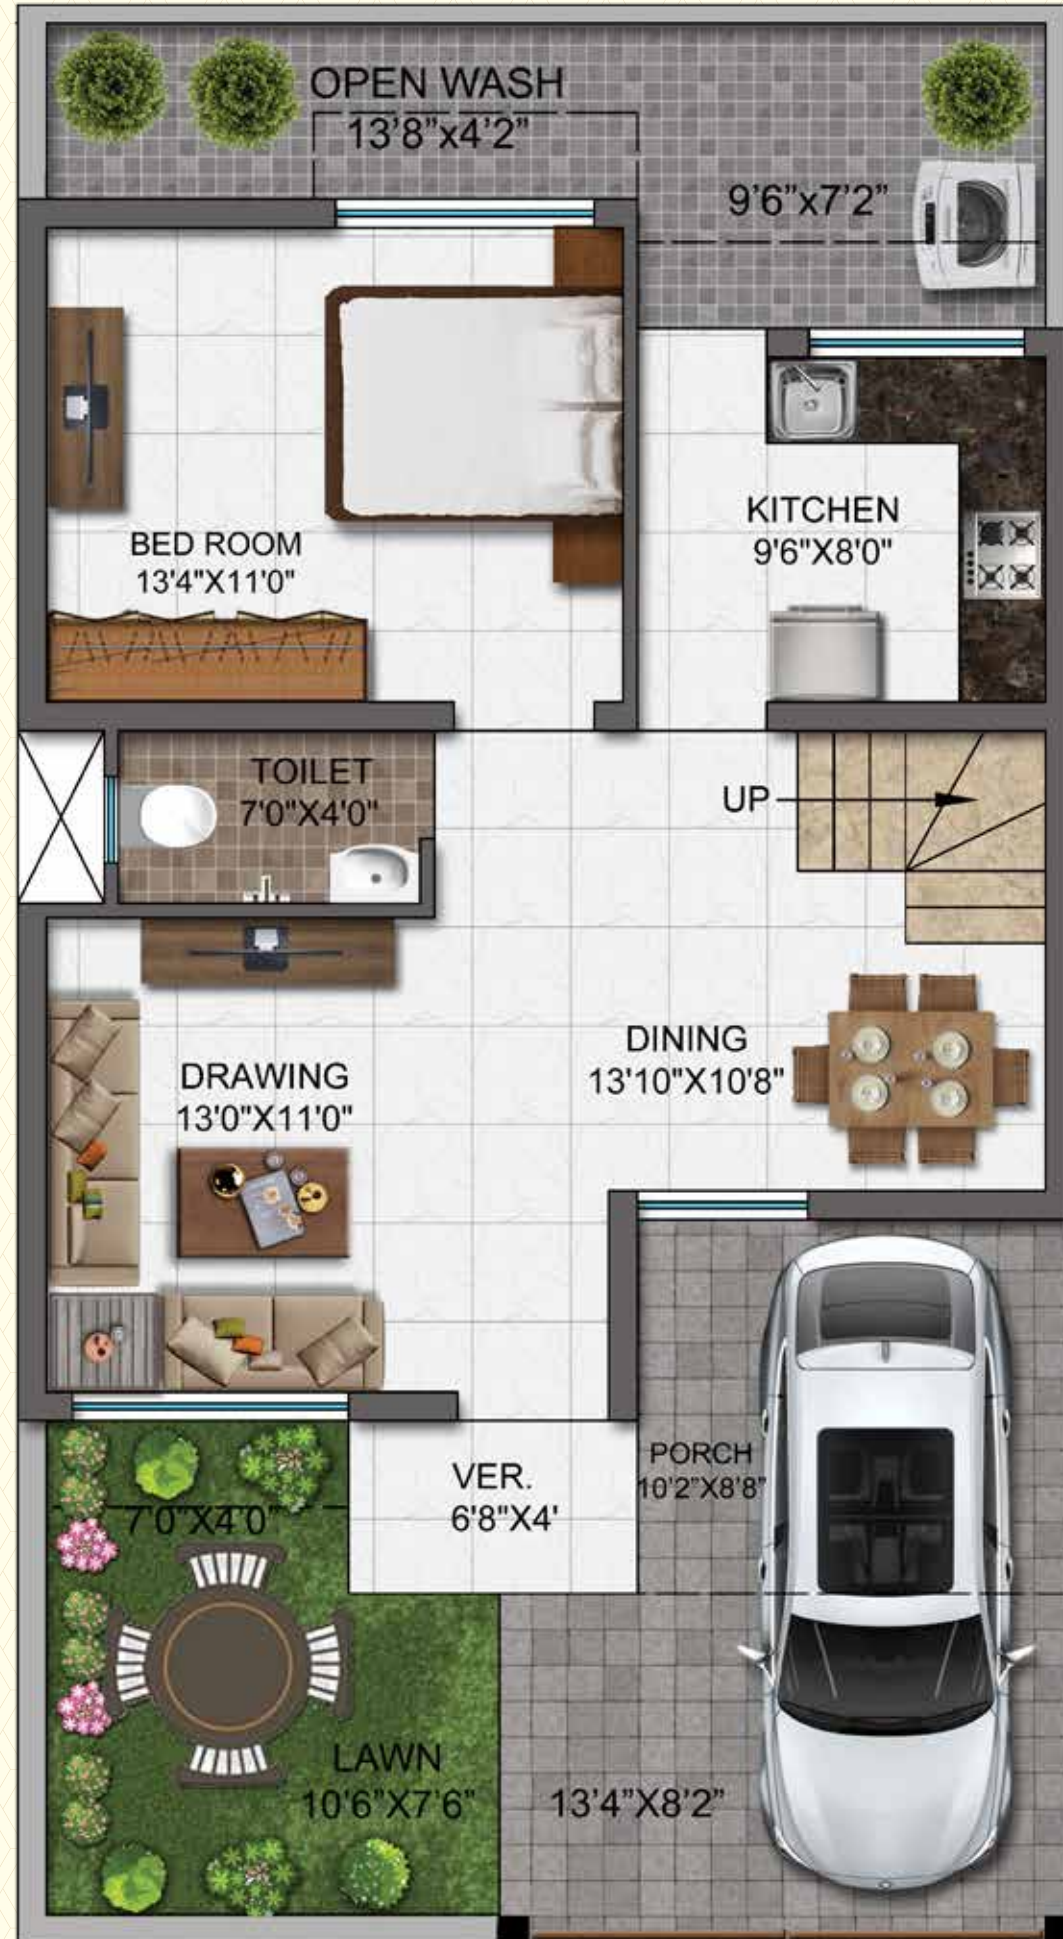 OPEN WASH
13'8”x4'2”
9'6”x7'2”
KITCHEN
9'6"X8'0"
BED ROOM
13'4"X11'0"
TOILET
7'0"X4'0"
UP
DINING
13'10"X10'8"
DRAWING
13'0"X11'0"
PORCH
10'2"X8'8"
VER.
6'8"X4'
7'0"X4'0"
LAWN
10'6”X7'6”
13'4”X8'2”